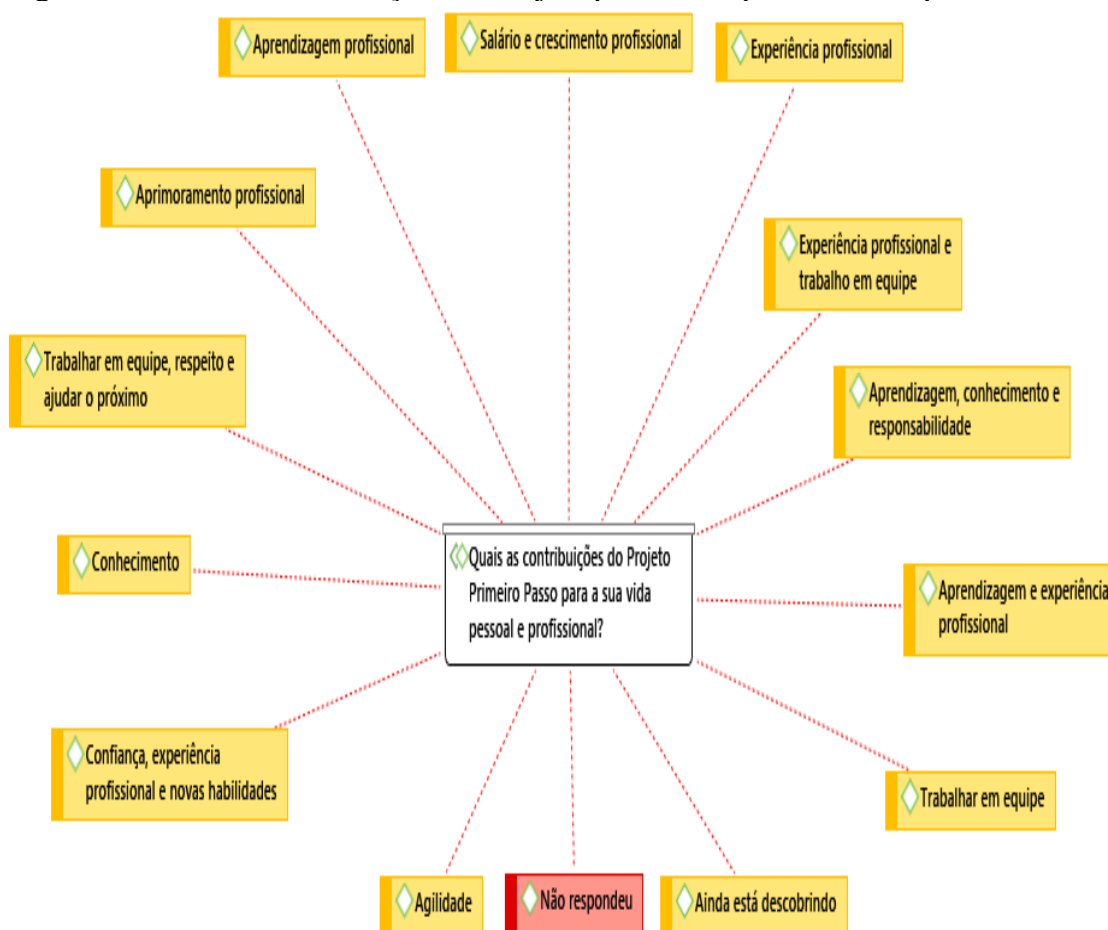 Aprendizagem profissional
Salário e crescimento profissional
Experiência profissional
Aprimoramento profissional
Experiência profissional e
trabalho em equipe
Trabalhar em equipe, respeito e
ajudar o próximo
Aprendizagem, conhecimento e
responsabilidade
Quais as contribuições do Projeto
Primeiro Passo para a sua vida
pessoal e profissional?
Conhecimento
Aprendizagem e experiência
profissional
Confiança, experiência
profissional e novas habilidades
Trabalhar em equipe
Agilidade
Não respondeu
Ainda está descobrindo